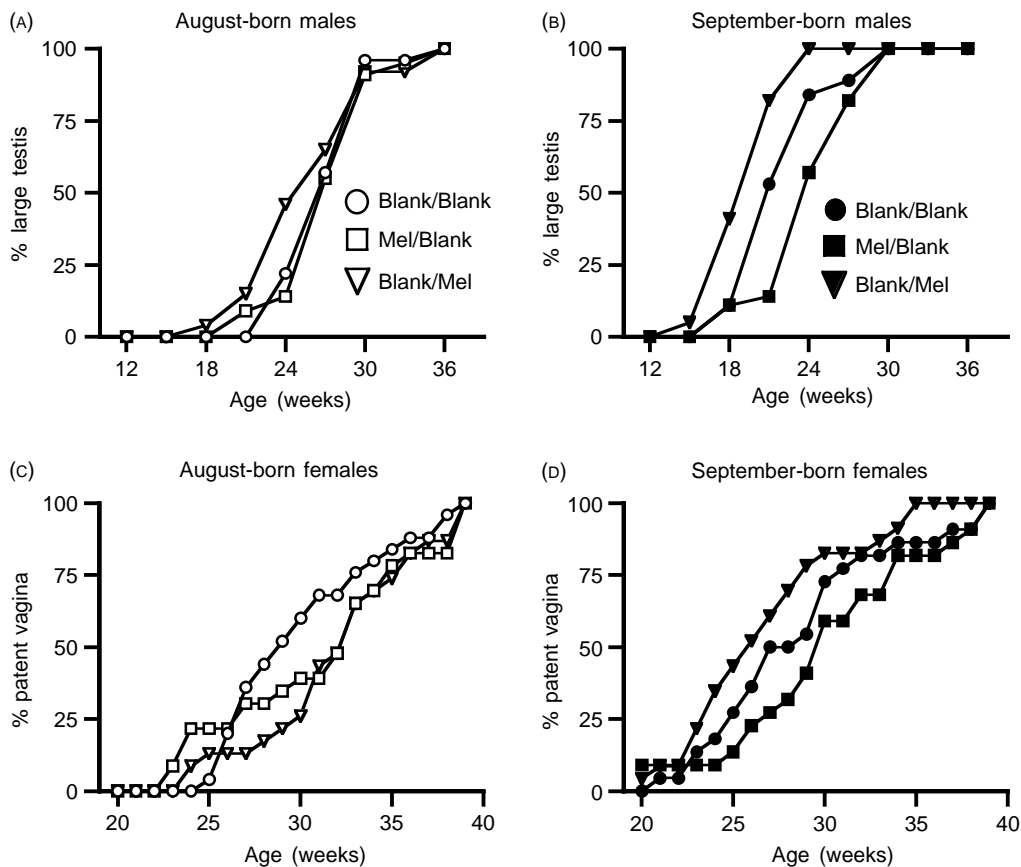 (A) August-born males
100
75
50
25
0
% large testis
Blank/Blank
Mel/Blank
Blank/Mel
12 18 24 30 36
Age (weeks)
(B) September-born males
100
75
50
25
0
% large testis
Blank/Blank
Mel/Blank
Blank/Mel
12 18 24 30 36
Age (weeks)
(C) August-born females
100
75
50
25
0
% patent vagina
20 25 30 35 40
Age (weeks)
(D) September-born females
100
75
50
25
0
% patent vagina
20 25 30 35 40
Age (weeks)